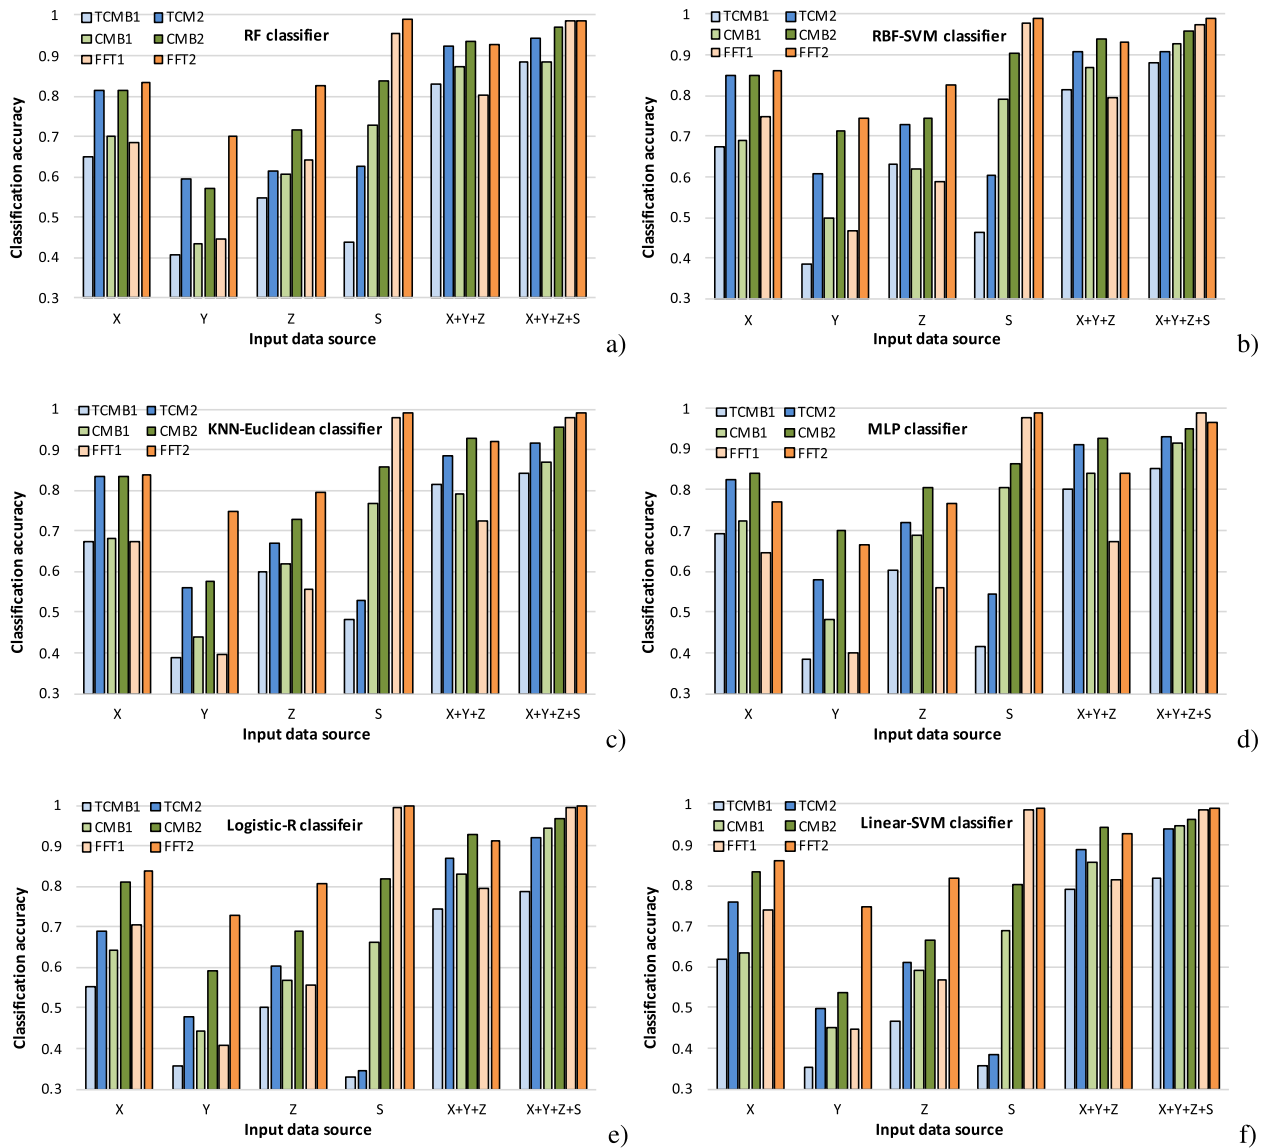 1
0.9
0.8
0.7
0.6
0.5
0.4
0.3
Classification accuracy
TCMB1 TCM2
CMB1 CMB2
FFT1 FFT2
RF classifier
X Y Z S X+Y+Z X+Y+Z+S
Input data source
a)
1
0.9
0.8
0.7
0.6
0.5
0.4
0.3
Classification accuracy
TCMB1 TCM2
CMB1 CMB2
FFT1 FFT2
RBF-SVM classifier
X Y Z S X+Y+Z X+Y+Z+S
Input data source
b)
1
0.9
0.8
0.7
0.6
0.5
0.4
0.3
Classification accuracy
TCMB1 TCM2
CMB1 CMB2
FFT1 FFT2
KNN-Euclidean classifier
X Y Z S X+Y+Z X+Y+Z+S
Input data source
c)
1
0.9
0.8
0.7
0.6
0.5
0.4
0.3
Classification accuracy
TCMB1 TCM2
CMB1 CMB2
FFT1 FFT2
MLP classifier
X Y Z S X+Y+Z X+Y+Z+S
Input data source
d)
1
0.9
0.8
0.7
0.6
0.5
0.4
0.3
Classification accuracy
TCMB1 TCM2
CMB1 CMB2
FFT1 FFT2
Logistic-R classifeir
X Y Z S X+Y+Z X+Y+Z+S
Input data source
e)
1
0.9
0.8
0.7
0.6
0.5
0.4
0.3
Classification accuracy
TCMB1 TCM2
CMB1 CMB2
FFT1 FFT2
Linear-SVM classifier
X Y Z S X+Y+Z X+Y+Z+S
Input data source
f)